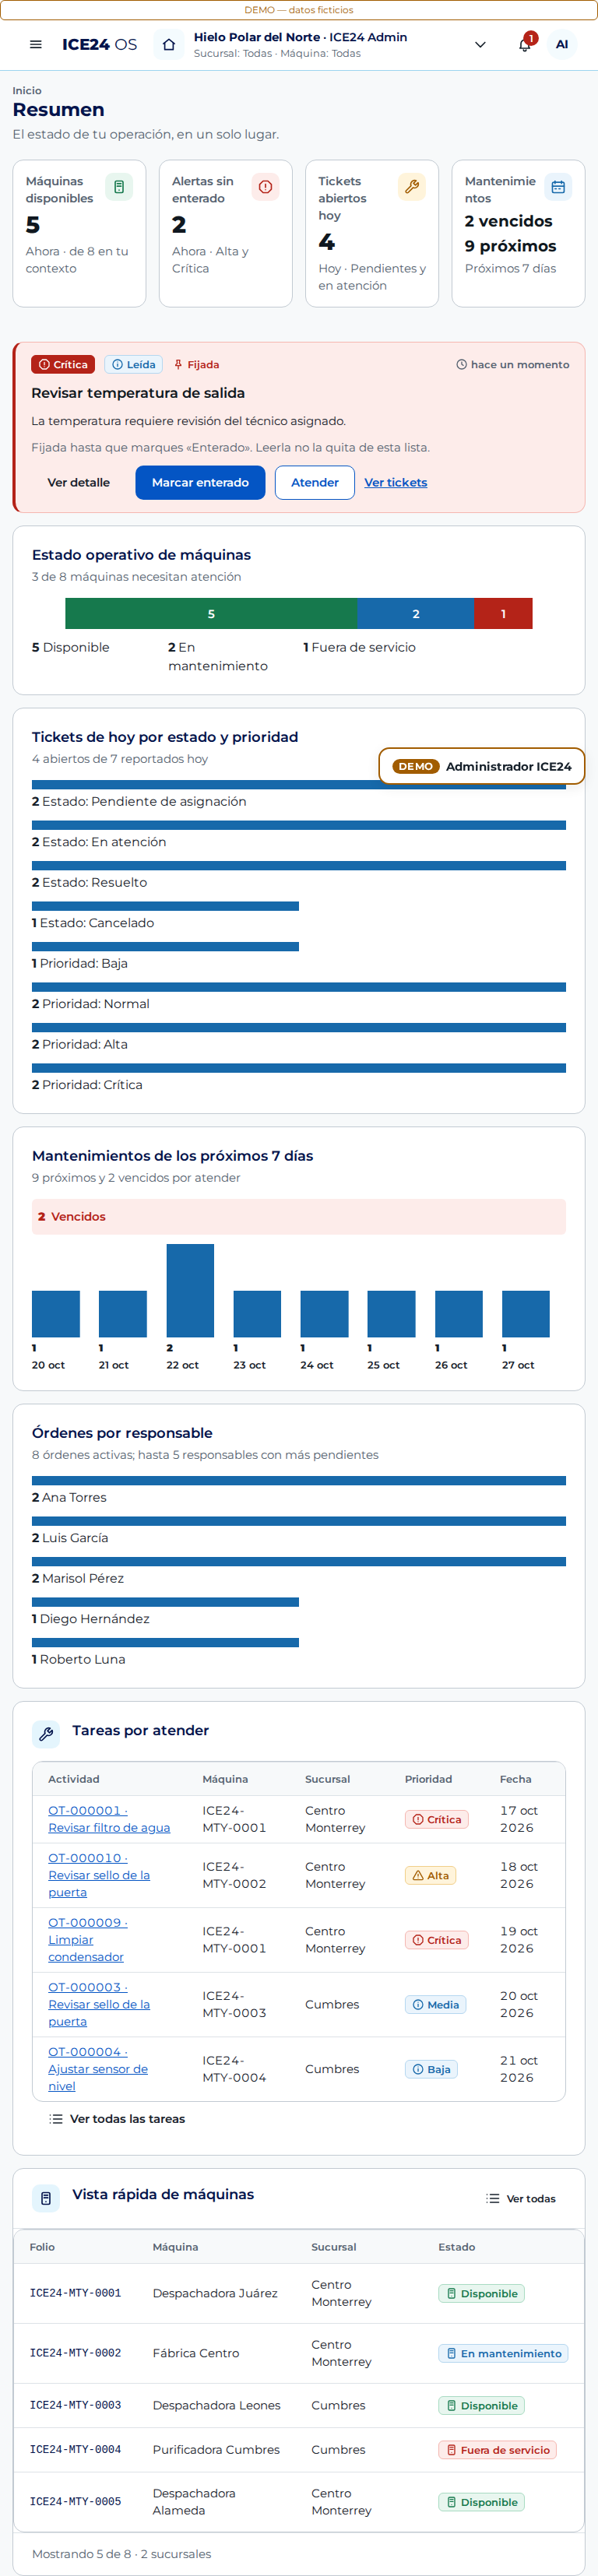 DEMO — datos ficticios
ICE24 OS
Hielo Polar del Norte · ICE24 Admin
Sucursal: Todas · Máquina: Todas
1
AI
Inicio
Resumen
El estado de tu operación, en un solo lugar.
Máquinas
disponibles
5
Ahora · de 8 en tu
contexto
Alertas sin
enterado
2
Ahora · Alta y
Crítica
Tickets
abiertos
hoy
4
Hoy · Pendientes y
en atención
Mantenimie
ntos
2 vencidos
9 próximos
Próximos 7 días
Crítica
Leída
Fijada
hace un momento
Revisar temperatura de salida
La temperatura requiere revisión del técnico asignado.
Fijada hasta que marques «Enterado». Leerla no la quita de esta lista.
Ver detalle
Marcar enterado
Atender
Ver tickets
Estado operativo de máquinas
3 de 8 máquinas necesitan atención
5
2
1
5 Disponible
2 En
mantenimiento
1 Fuera de servicio
Tickets de hoy por estado y prioridad
4 abiertos de 7 reportados hoy
DEMO Administrador ICE24
2 Estado: Pendiente de asignación
2 Estado: En atención
2 Estado: Resuelto
1 Estado: Cancelado
1 Prioridad: Baja
2 Prioridad: Normal
2 Prioridad: Alta
2 Prioridad: Crítica
Mantenimientos de los próximos 7 días
9 próximos y 2 vencidos por atender
2 Vencidos
1 1 2 1 1 1 1 1
20 oct 21 oct 22 oct 23 oct 24 oct 25 oct 26 oct 27 oct
Órdenes por responsable
8 órdenes activas; hasta 5 responsables con más pendientes
2 Ana Torres
2 Luis García
2 Marisol Pérez
1 Diego Hernández
1 Roberto Luna
Tareas por atender
Actividad Máquina Sucursal Prioridad Fecha
OT-000001 ·
Revisar filtro de agua
ICE24-
MTY-0001
Centro
Monterrey
Crítica
17 oct
2026
OT-000010 ·
Revisar sello de la
puerta
ICE24-
MTY-0002
Centro
Monterrey
Alta
18 oct
2026
OT-000009 ·
Limpiar
condensador
ICE24-
MTY-0001
Centro
Monterrey
Crítica
19 oct
2026
OT-000003 ·
Revisar sello de la
puerta
ICE24-
MTY-0003
Cumbres
Media
20 oct
2026
OT-000004 ·
Ajustar sensor de
nivel
ICE24-
MTY-0004
Cumbres
Baja
21 oct
2026
Ver todas las tareas
Vista rápida de máquinas
Ver todas
Folio Máquina Sucursal Estado
ICE24-MTY-0001
Despachadora Juárez
Centro
Monterrey
Disponible
ICE24-MTY-0002
Fábrica Centro
Centro
Monterrey
En mantenimiento
ICE24-MTY-0003
Despachadora Leones
Cumbres
Disponible
ICE24-MTY-0004
Purificadora Cumbres
Cumbres
Fuera de servicio
ICE24-MTY-0005
Despachadora
Alameda
Centro
Monterrey
Disponible
Mostrando 5 de 8 · 2 sucursales